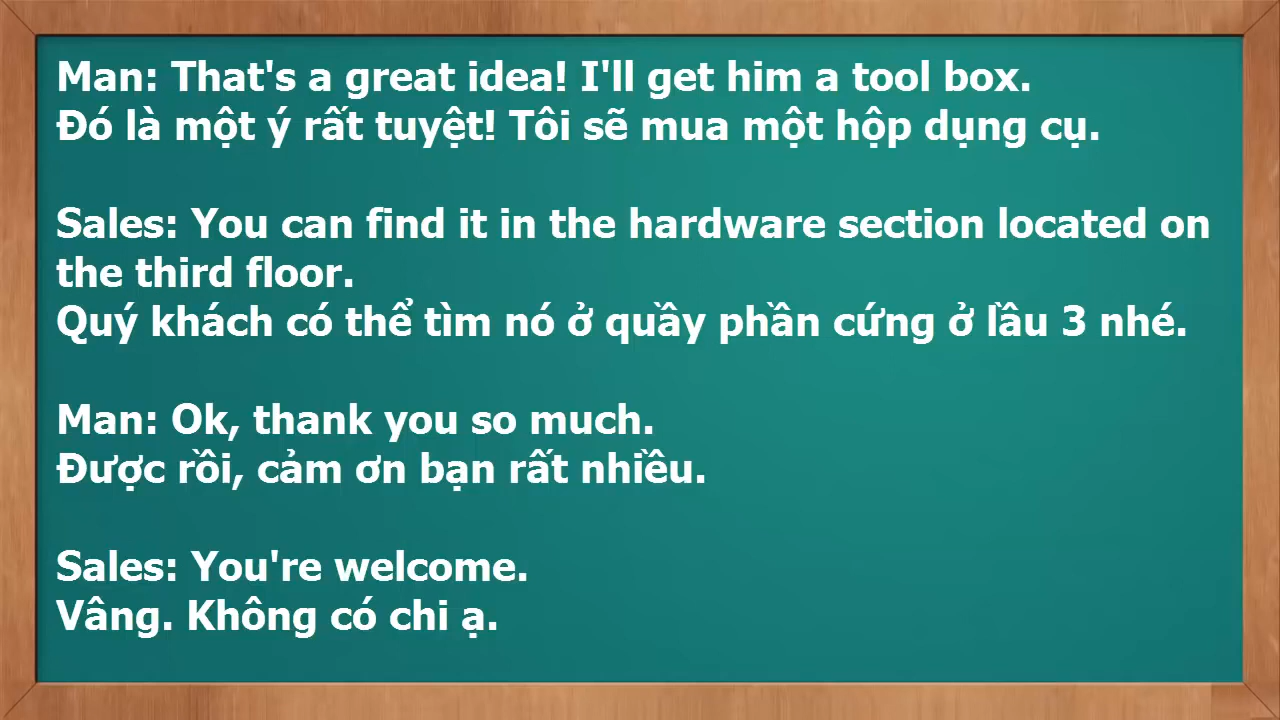 Man: That's a great idea! I'll get him a tool box.
Đó là một ý rất tuyệt! Tôi sẽ mua một hộp dụng cụ.
Sales: You can find it in the hardware section located on
the third floor.
Quý khách có thể tìm nó ở quầy phần cứng ở lầu 3 nhé.
Man: Ok, thank you so much.
Được rồi, cảm ơn bạn rất nhiều.
Sales: You're welcome.
Vâng. Không có chi ạ.